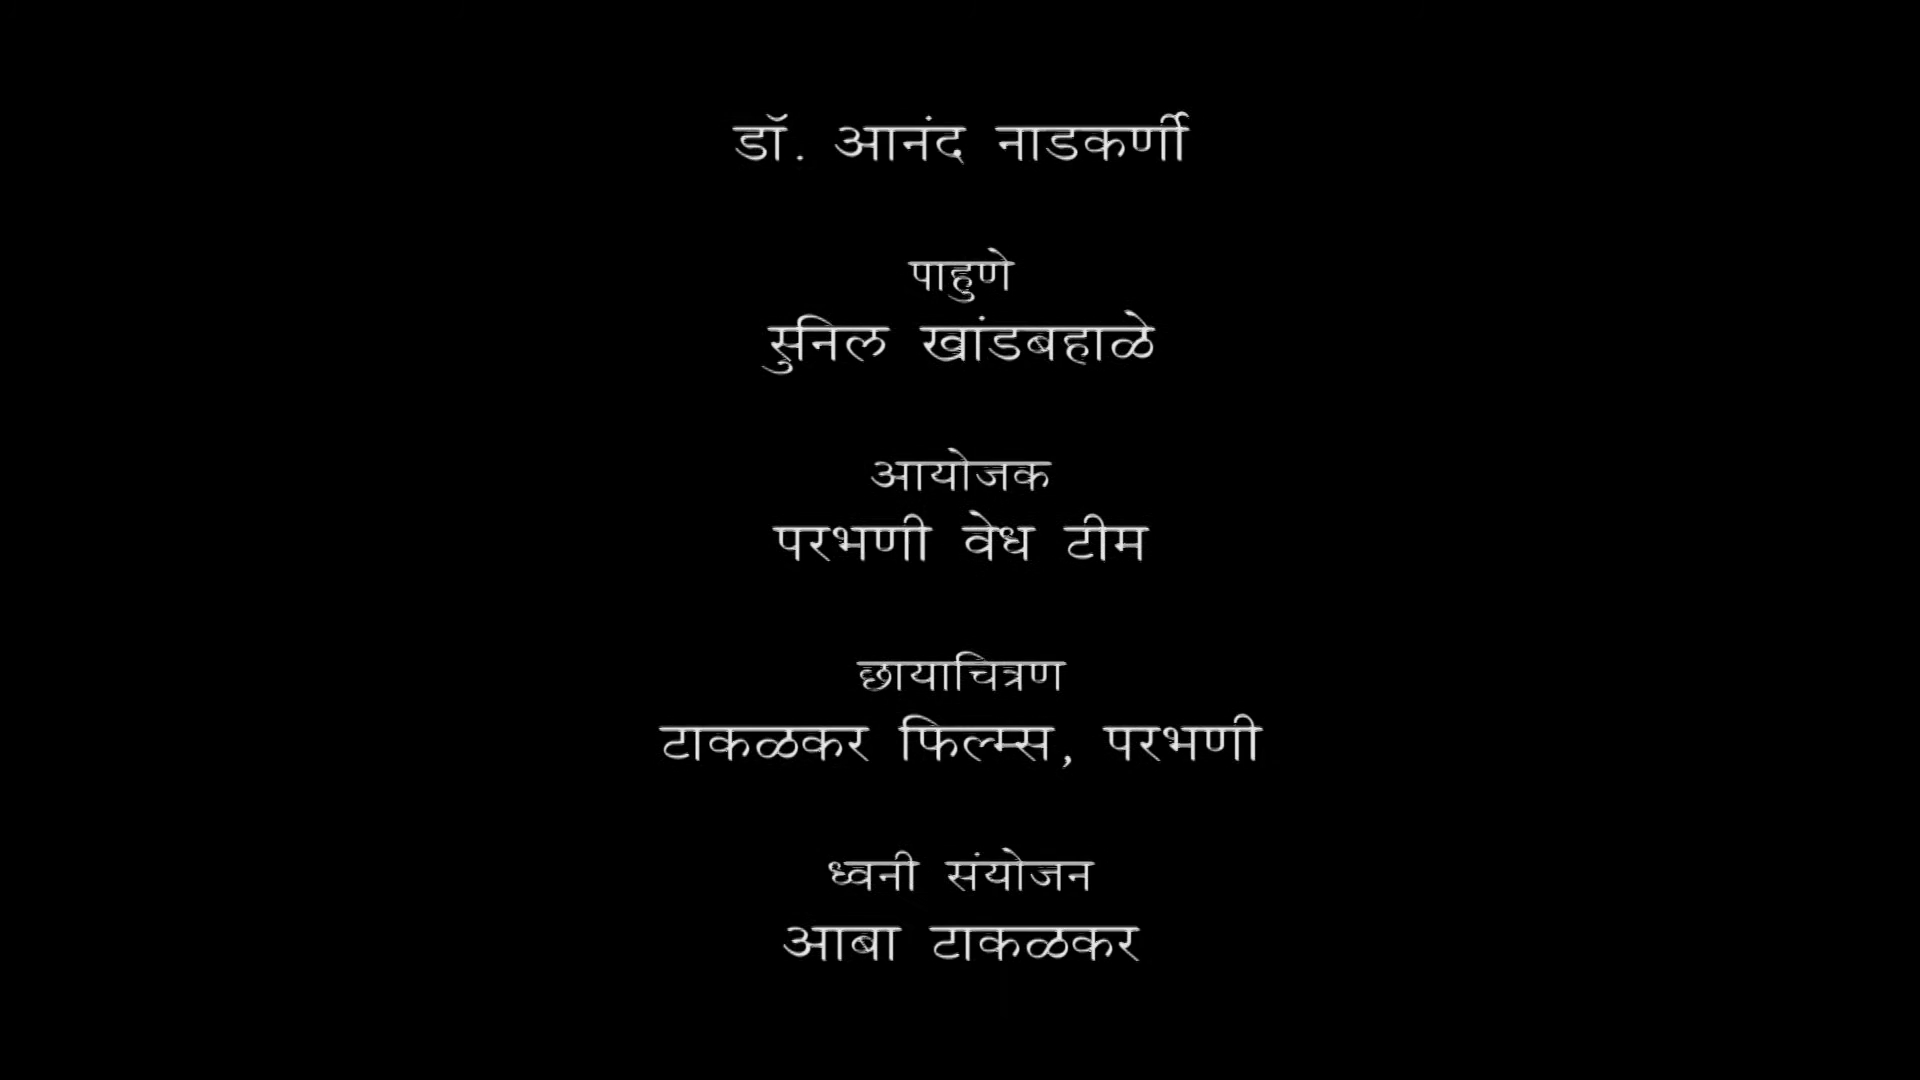 डॉ. आनंद नाडकर्णी
पाहुणे
सुनिल खांडबहाळे
आयोजक
परभणी वेध टीम
छायाचित्रण
टाकळकर फिल्म्स, परभणी
ध्वनी संयोजन
आबा टाकळकर